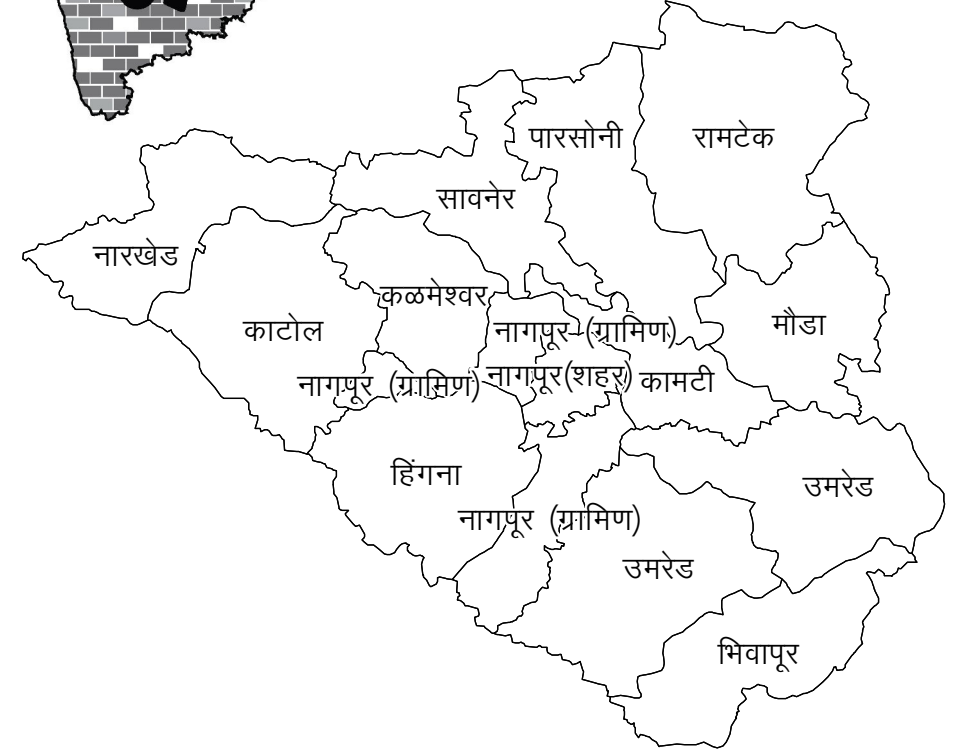 पारसोनी
रामटेक
सावनेर
नारखेड
कळमेश्वर
काटोल
नागपूर (ग्रामिण)
मौडा
नागपूर (ग्रामिण)
नागपूर(शहर)
कामटी
हिंगना
उमरेड
नागपूर (ग्रामिण)
उमरेड
भिवापूर